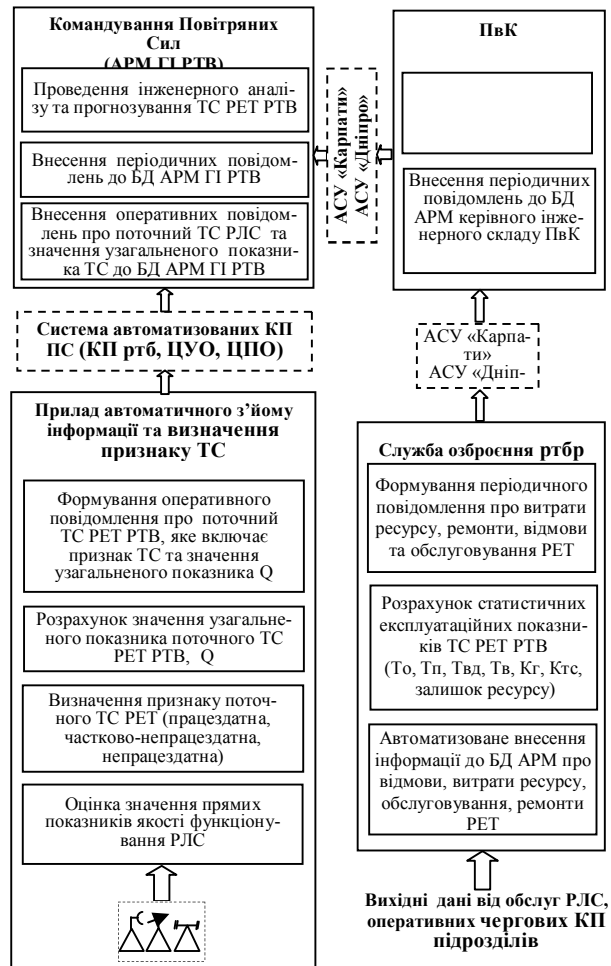 Командування Повітряних
Сил
(АРМ ГІ РТВ)
Проведення інженерного аналі-
зу та прогнозування ТС РЕТ РТВ
Внесення періодичних повідом-
лень до БД АРМ ГІ РТВ
Внесення оперативних повідом-
лень про поточний ТС РЛС та
значення узагальненого показни-
ка ТС до БД АРМ ГІ РТВ
АСУ «Карпати»
АСУ «Дніпро»
ПвК
Внесення періодичних
повідомлень до БД
АРМ керівного інже-
нерного складу ПвК
Система автоматизованих КП
ПС (КП ртб, ЦУО, ЦПО)
АСУ «Карпа-
ти»
АСУ «Дніп-
Прилад автоматичного з’йому
інформації та визначення
признаку ТС
Формування оперативного
повідомлення про поточний
ТС РЕТ РТВ, яке включає
признак ТС та значення
узагальненого показника Q
Розрахунок значення узагальне-
ного показника поточного ТС
РЕТ РТВ, Q
Визначення признаку поточ-
ного ТС РЕТ (працездатна,
частково-непрацездатна,
непрацездатна)
Оцінка значення прямих
показників якості функціону-
вання РЛС
Служба озброєння ртбр
Формування періодичного
повідомлення про витрати
ресурсу, ремонти, відмови
та обслуговування РЕТ
Розрахунок статистичних
експлуатаційних показни-
ків ТС РЕТ РТВ
(То, Тп, Твд, Тв, Кг, Ктс,
залишок ресурсу)
Автоматизоване внесення
інформації до БД АРМ про
відмови, витрати ресурсу,
обслуговування, ремонти
РЕТ
Вихідні дані від обслуг РЛС,
оперативних чергових КП
підрозділів